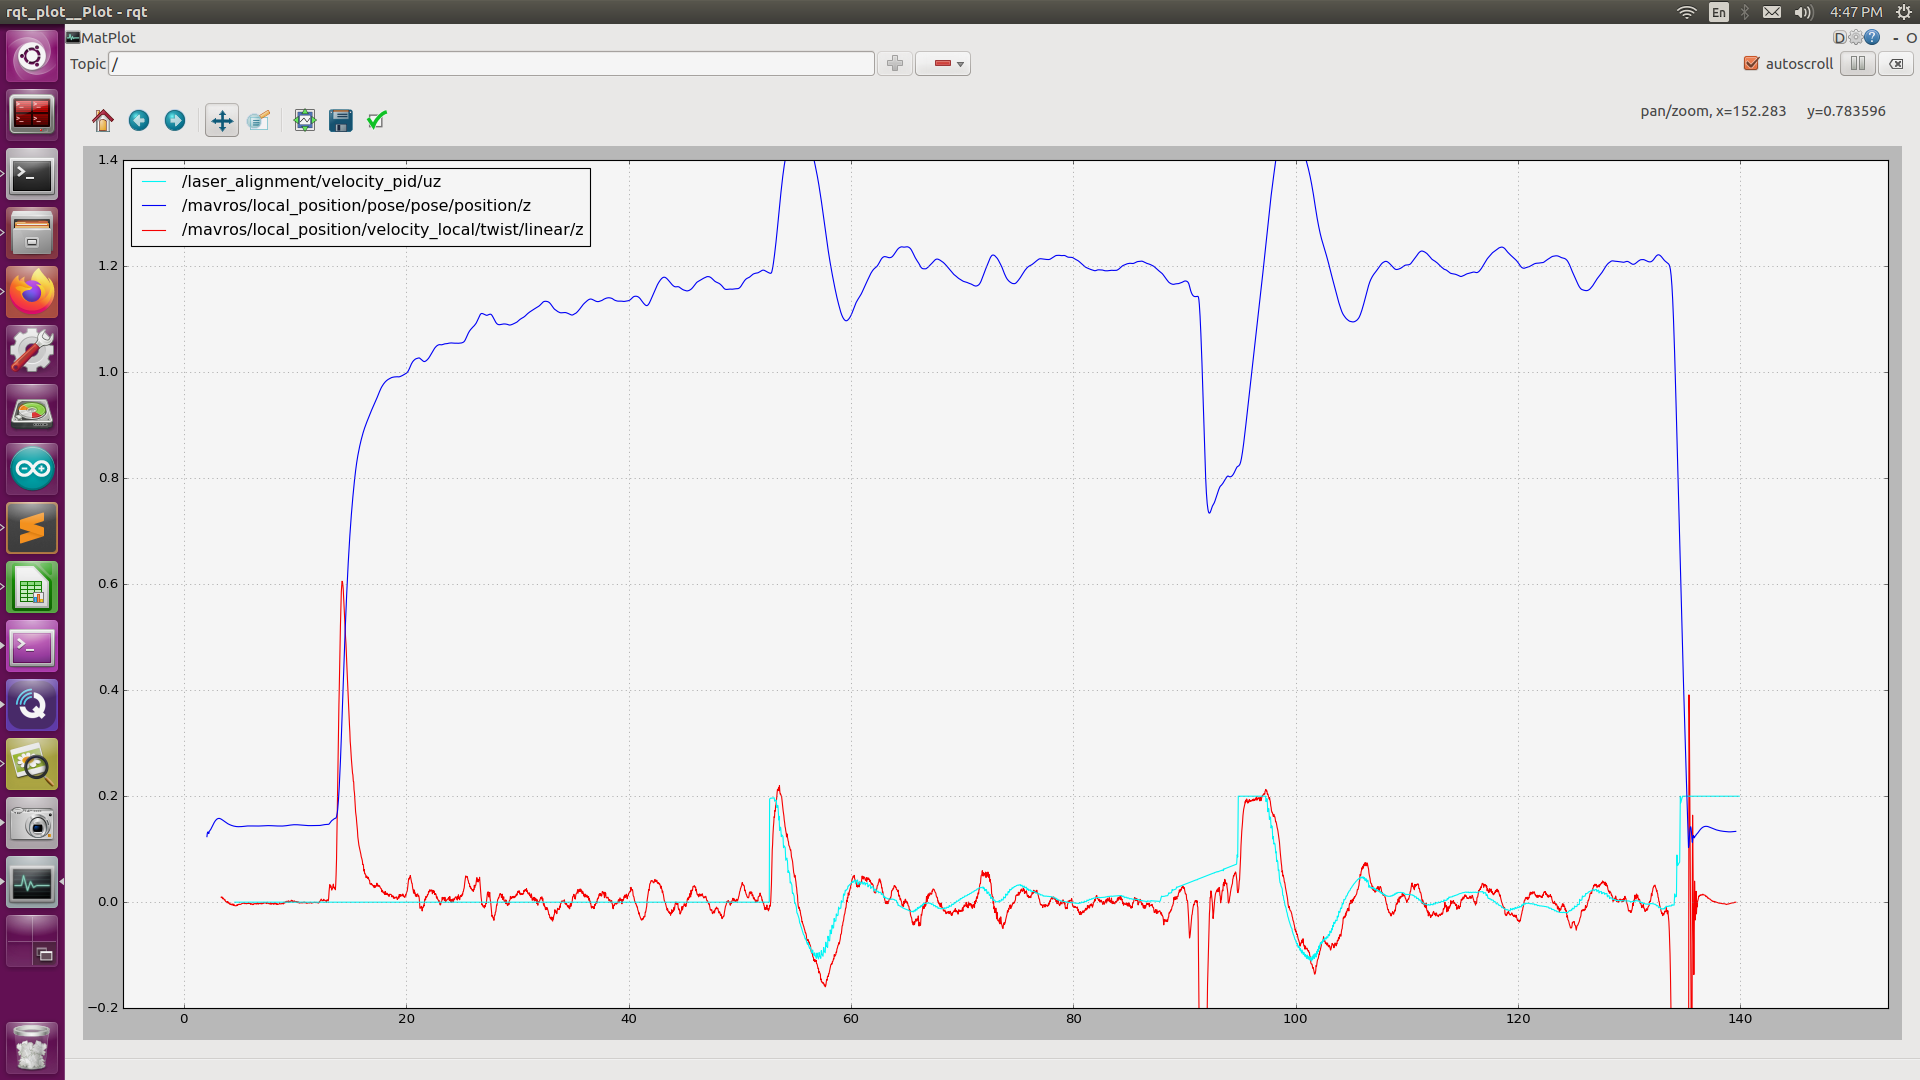 rqt_plot__Plot - rqt
En
4:47 PM
MatPlot
D
?
- O
Topic /
autoscroll
pan/zoom, x=152.283 y=0.783596
/laser_alignment/velocity_pid/uz
/mavros/local_position/pose/pose/position/z
/mavros/local_position/velocity_local/twist/linear/z
1.4
1.2
1.0
0.8
0.6
0.4
0.2
0.0
−0.2
0 20 40 60 80 100 120 140